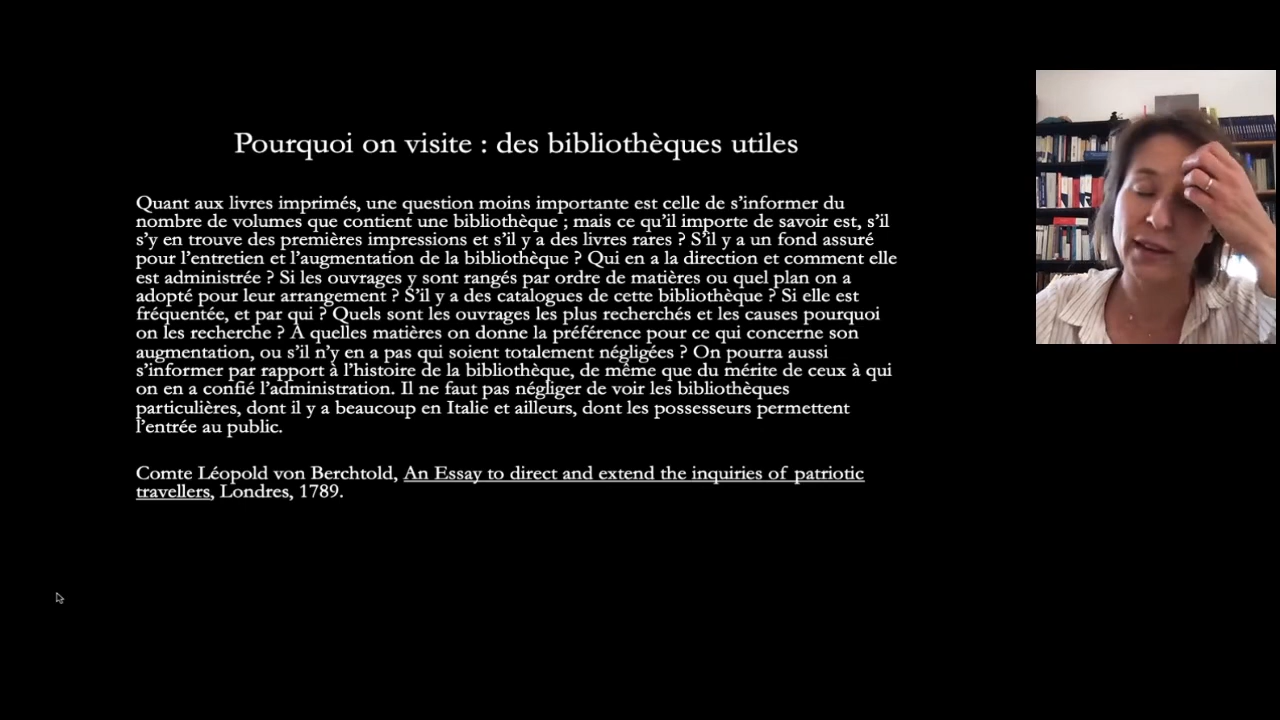 Pourquoi on visite : des bibliothèques utiles
Quant aux livres imprimés, une question moins importante est celle de s’informer du
nombre de volumes que contient une bibliothèque ; mais ce qu’il importe de savoir est, s’il
s’y en trouve des premières impressions et s’il y a des livres rares ? S’il y a un fond assuré
pour l’entretien et l’augmentation de la bibliothèque ? Qui en a la direction et comment elle
est administrée ? Si les ouvrages y sont rangés par ordre de matières ou quel plan on a
adopté pour leur arrangement ? S’il y a des catalogues de cette bibliothèque ? Si elle est
fréquentée, et par qui ? Quels sont les ouvrages les plus recherchés et les causes pourquoi
on les recherche ? A quelles matières on donne la préférence pour ce qui concerne son
augmentation, ou s’il n’y en a pas qui soient totalement négligées ? On pourra aussi
s’informer par rapport à l’histoire de la bibliothèque, de même que du mérite de ceux à qui
on en a confié l’administration. Il ne faut pas négliger de voir les bibliothèques
particulières, dont il y a beaucoup en Italie et ailleurs, dont les possesseurs permettent
l’entrée au public.
Comte Léopold von Berchtold, An Essay to direct and extend the inquiries of patriotic
travellers, Londres, 1789.